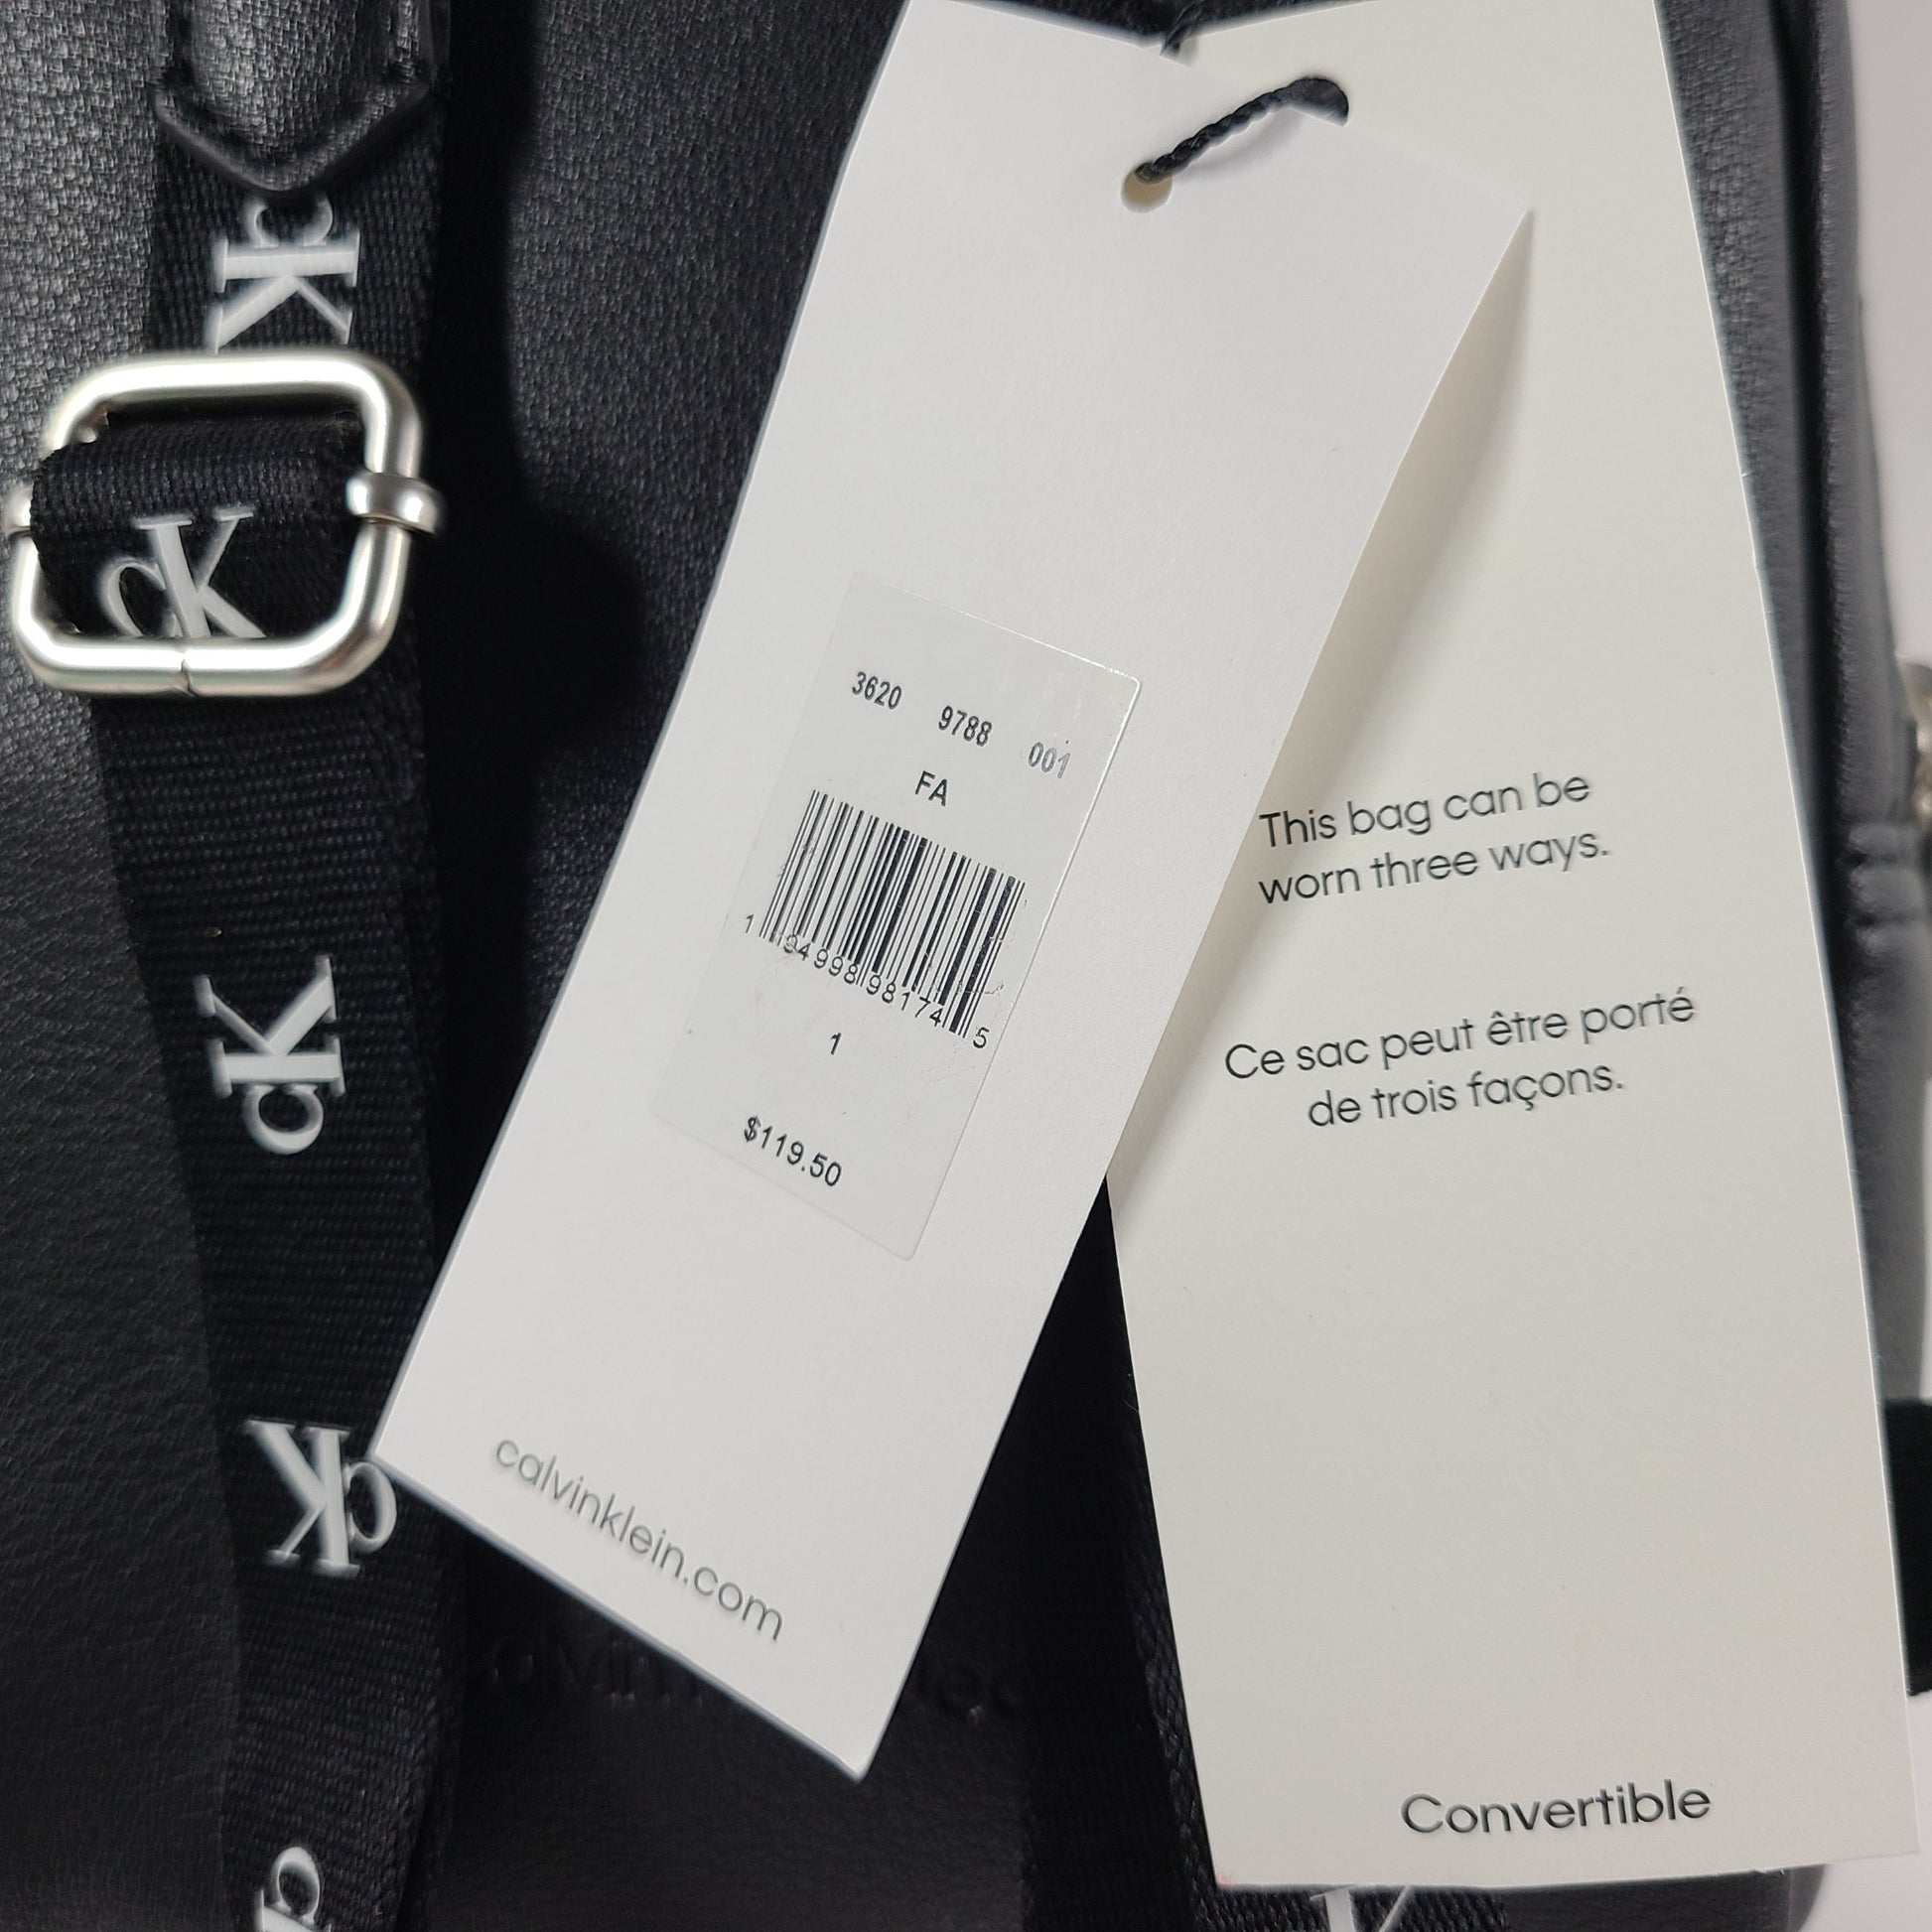 cK
cK
cK
cK
3620 9788 001
FA
1 94998 98174 5
1
$119.50
calvinklein.com
This bag can be
worn three ways.
Ce sac peut être porté
de trois façons.
Convertible